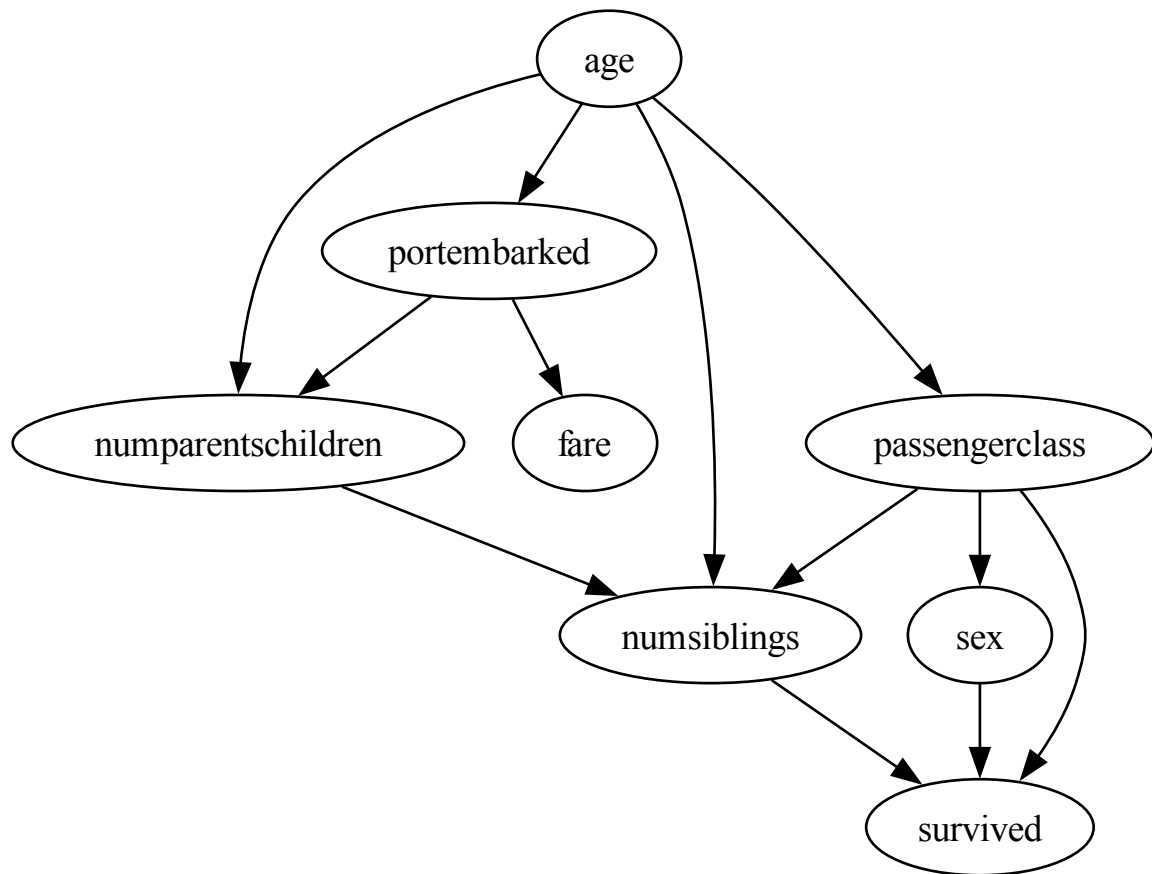 age
portembarked
numparentschildren
fare
passengerclass
numsiblings
sex
survived